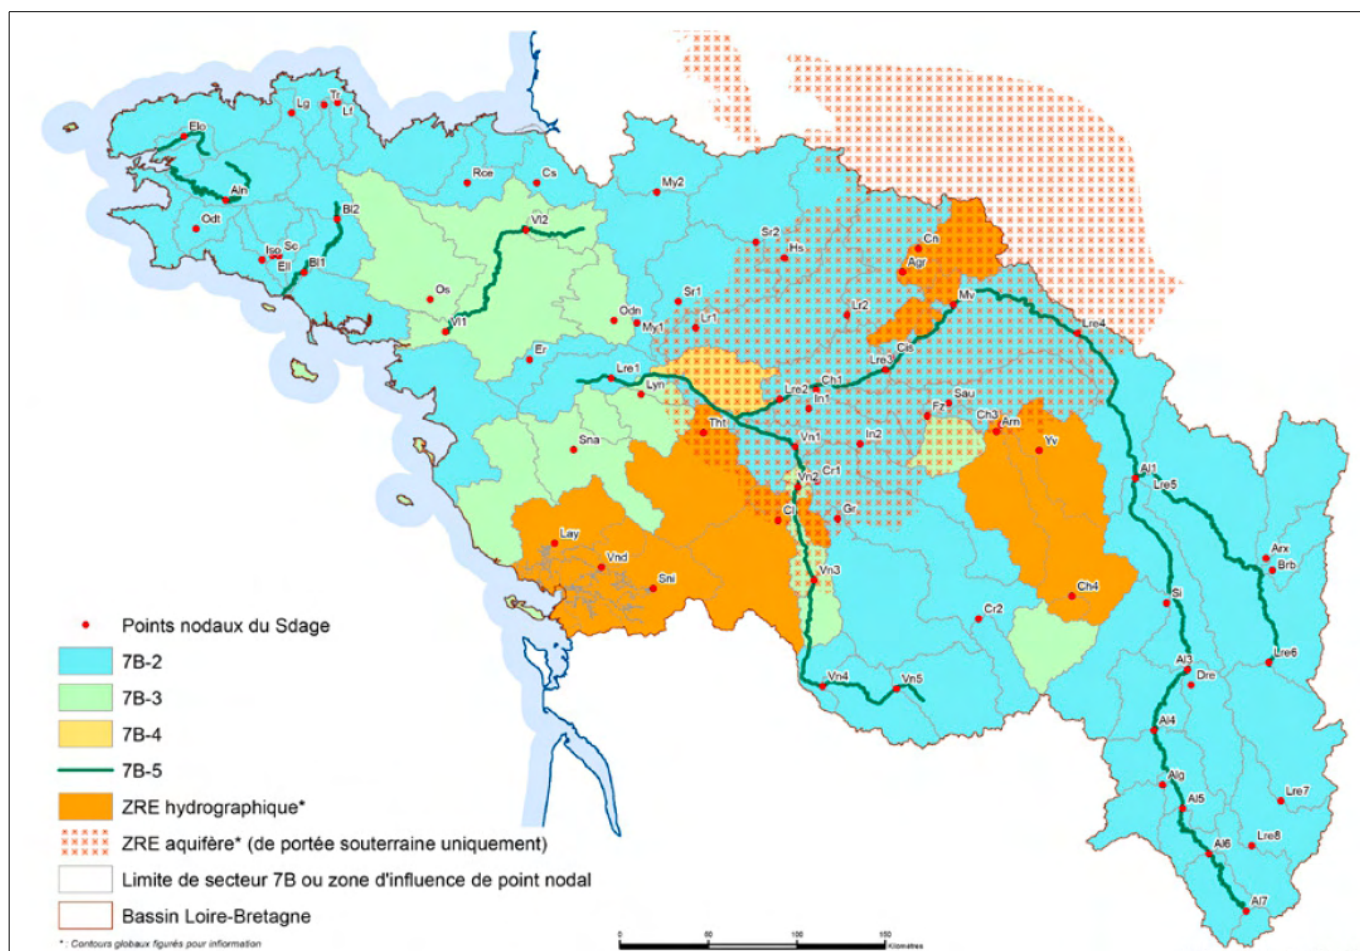 Tr
Lg
Lf
Elo
Rce
Cs
My2
Aln
Bl2
Odt
Vl2
Sr2
Cn
Sc
Hs
Iso
Ell
Bl1
Agr
Os
Sr1
Mv
Odn
My1
Lr1
Lr2
Vl1
Lre4
Er
Cis
Lre3
Lre1
Ch1
Lyn
Lre2
In1
Sau
Fz
Ch3
Arn
Tht
Vn1
In2
Yv
Sna
Cr1
Vn2
Al1
Lre5
Cl
Gr
Lay
Vnd
Arx
Brb
Vn3
Sni
Ch4
Si
Cr2
Lre6
Al3
Dre
Vn4
Vn5
Al4
Alg
Al5
Lre7
Lre8
Al6
Al7
Points nodaux du Sdage
7B-2
7B-3
7B-4
7B-5
ZRE hydrographique*
ZRE aquifère* (de portée souterraine uniquement)
Limite de secteur 7B ou zone d'influence de point nodal
Bassin Loire-Bretagne
* : Contours globaux figurés pour information
0 50 100 150
Kilomètres